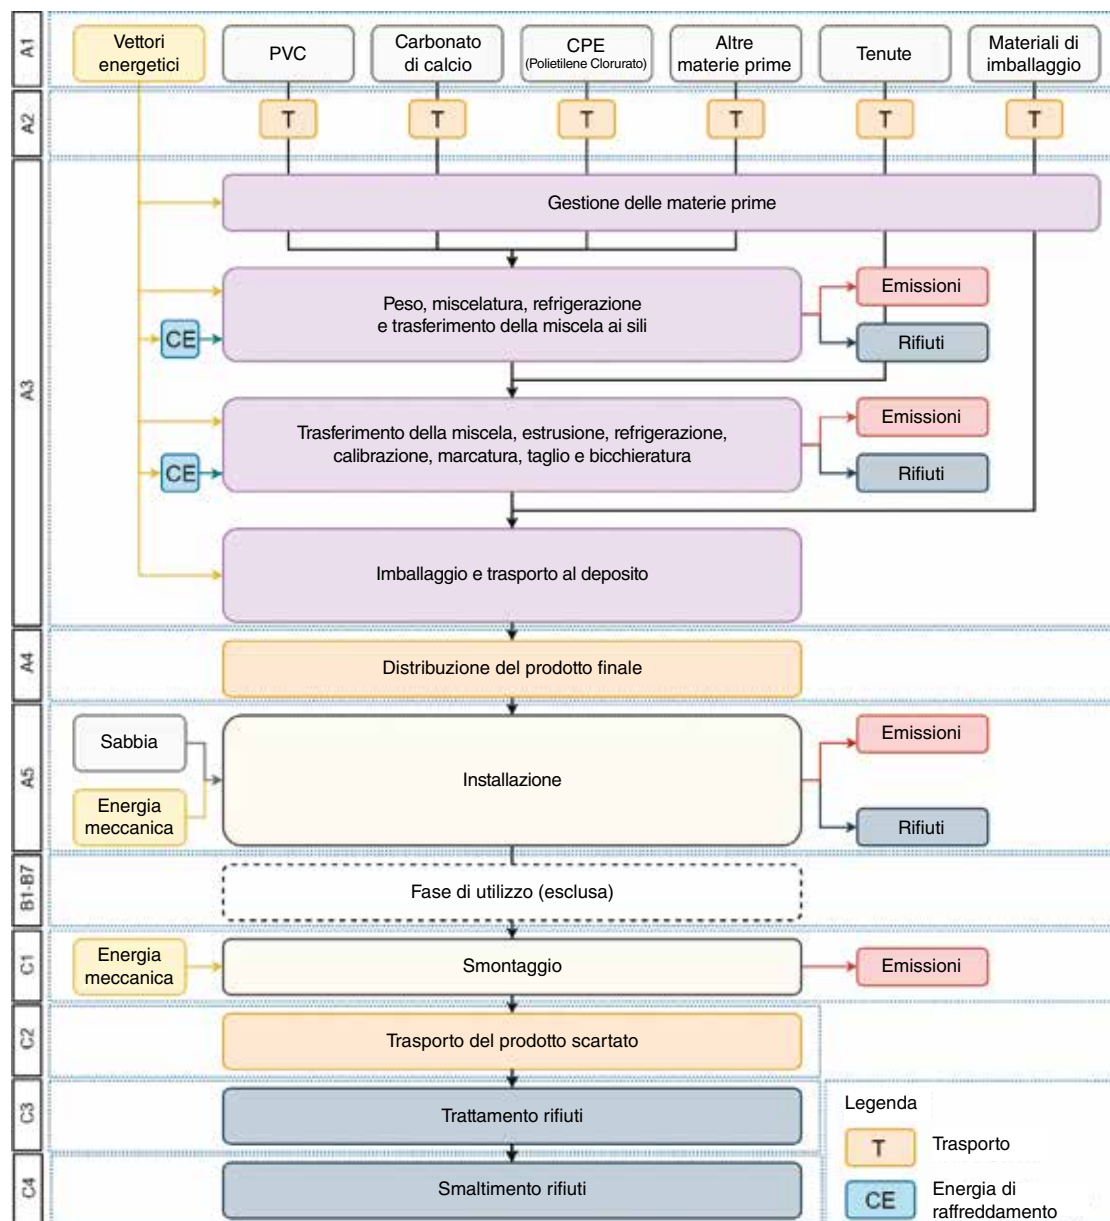 A1
Vettori
energetici
PVC
Carbonato
di calcio
CPE
(Polietilene Clorurato)
Altre
materie prime
Tenute
Materiali di
imballaggio
A2
T
T
T
T
T
T
A3
Gestione delle materie prime
Peso, miscelatura, refrigerazione
e trasferimento della miscela ai sili
CE
Emissioni
Rifiuti
Trasferimento della miscela, estrusione, refrigerazione,
calibrazione, marcatura, taglio e bicchieratura
CE
Emissioni
Rifiuti
Imballaggio e trasporto al deposito
A4
Distribuzione del prodotto finale
A5
Sabbia
Energia
meccanica
Installazione
Emissioni
Rifiuti
B1-B7
Fase di utilizzo (esclusa)
C1
Energia
meccanica
Smontaggio
Emissioni
C2
Trasporto del prodotto scartato
C3
Trattamento rifiuti
C4
Smaltimento rifiuti
Legenda
T
Trasporto
CE
Energia di
raffreddamento